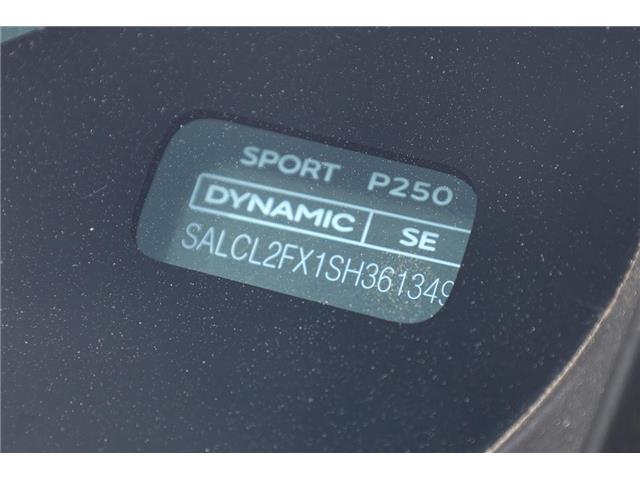 SPORT P250
DYNAMIC SE
SALCL2FX1SH361349